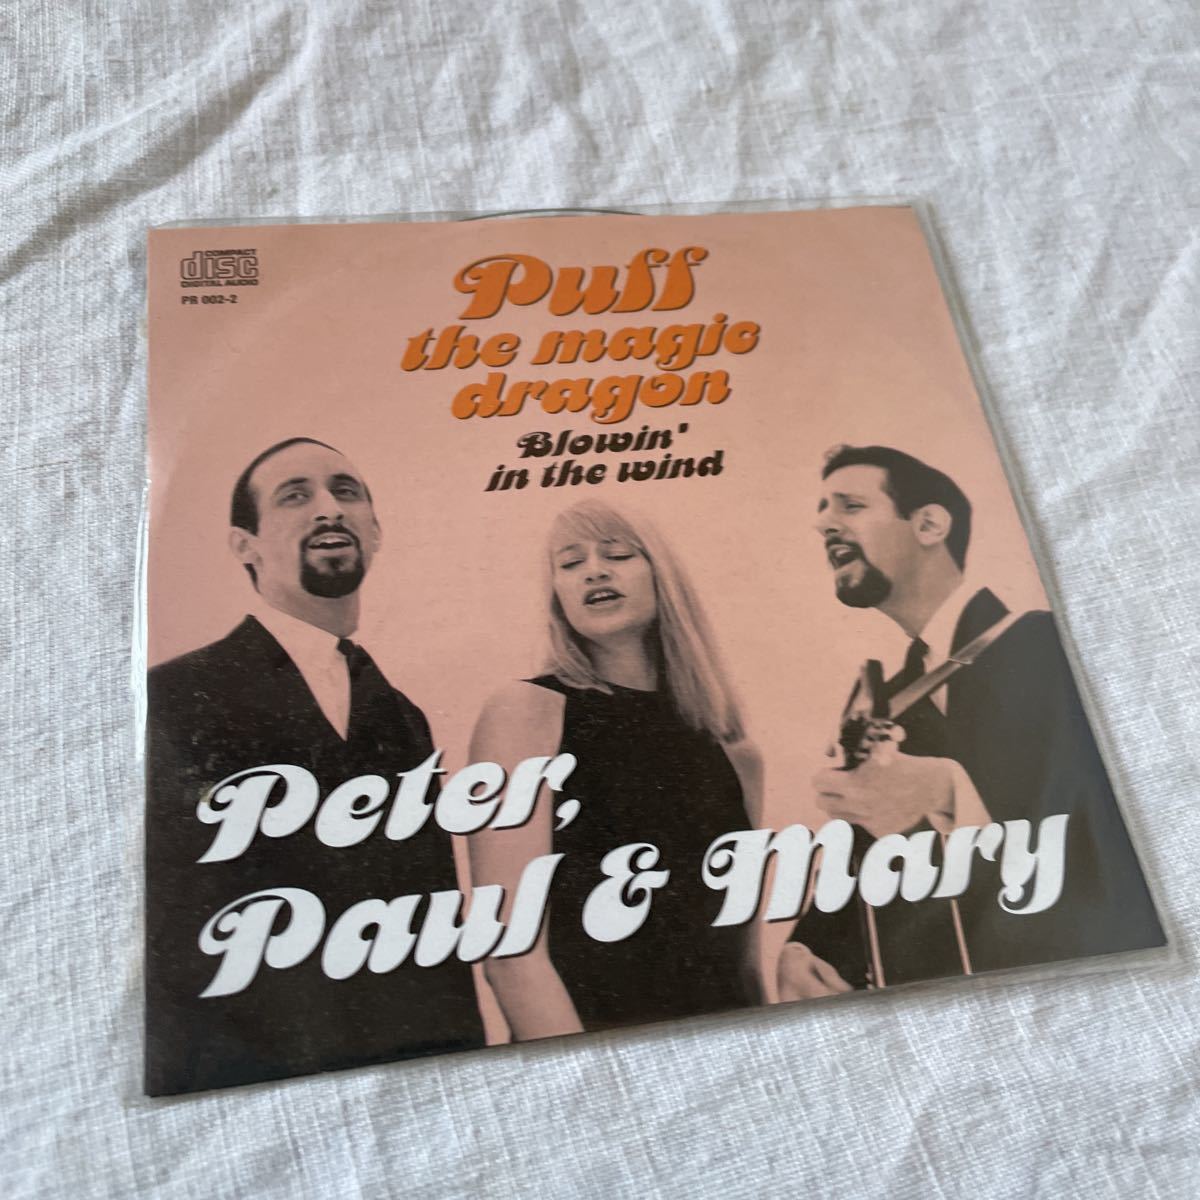 COMPACT
disc
DIGITAL AUDIO
PR 002-2
Puff
the magic
dragon
Blowin'
in the wind
Peter,
Paul & Mary